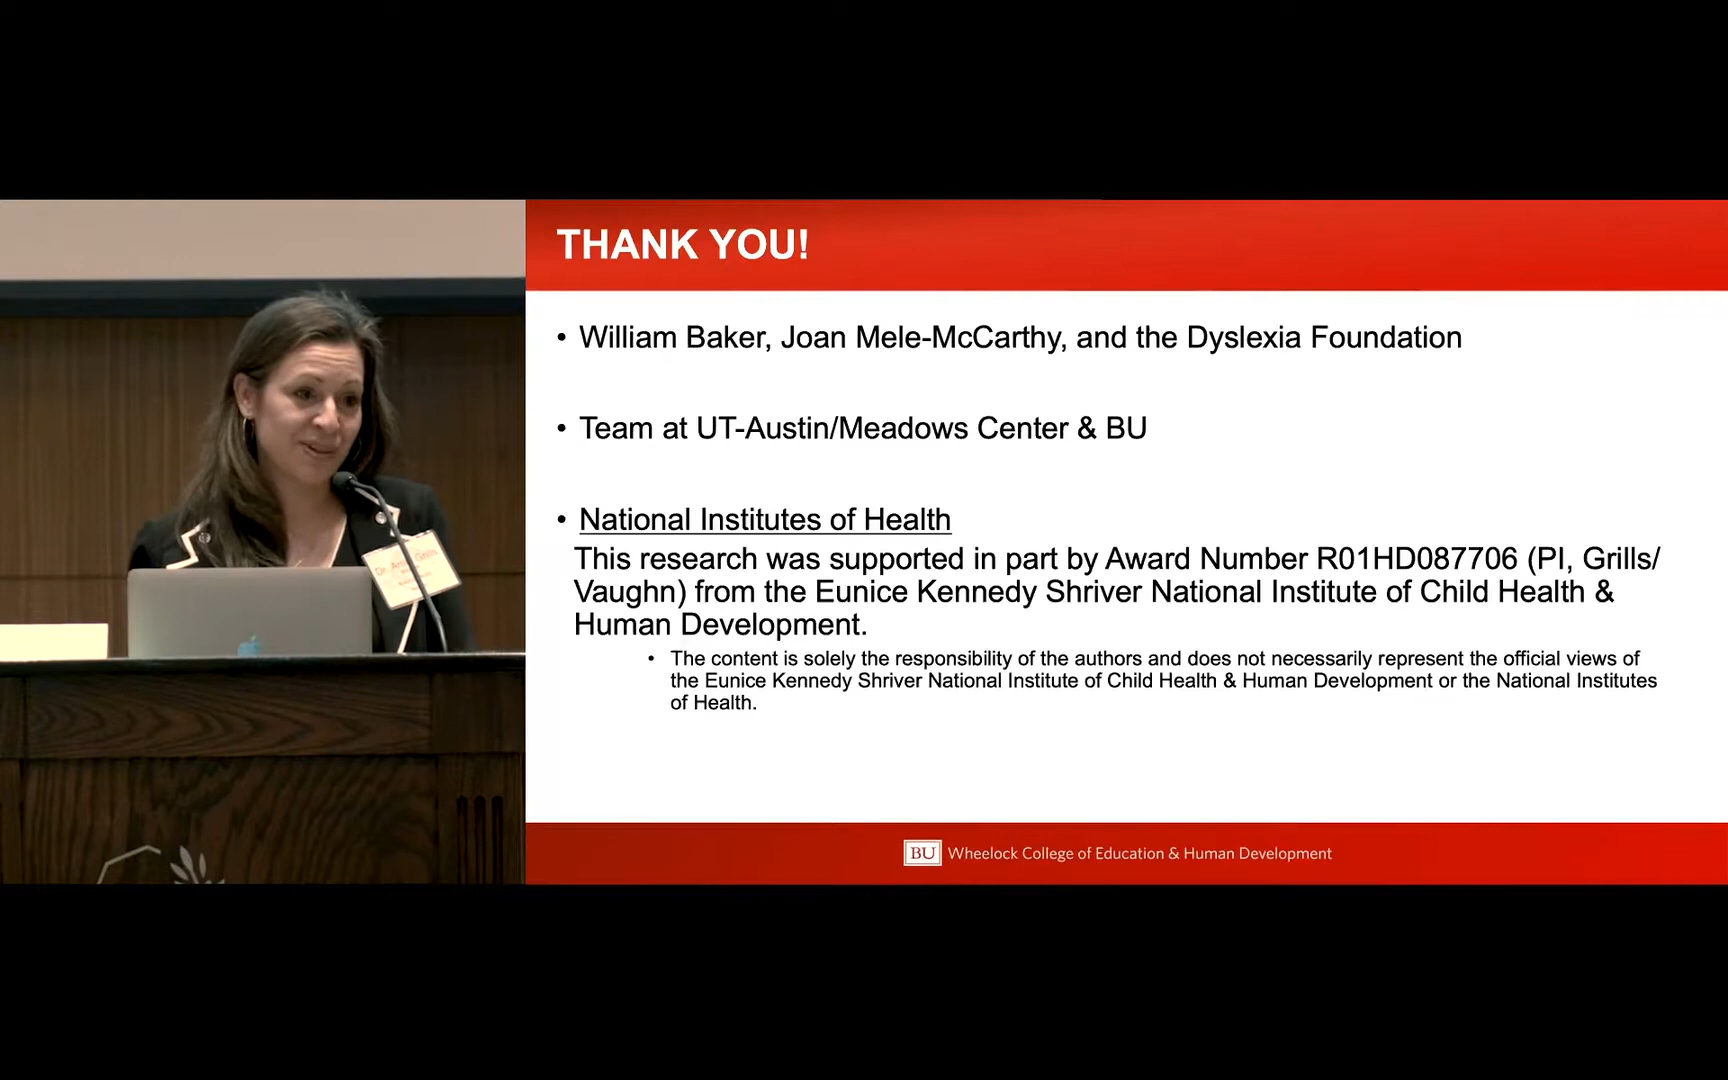 THANK YOU!
• William Baker, Joan Mele-McCarthy, and the Dyslexia Foundation
• Team at UT-Austin/Meadows Center & BU
• National Institutes of Health
This research was supported in part by Award Number R01HD087706 (PI, Grills/
Vaughn) from the Eunice Kennedy Shriver National Institute of Child Health &
Human Development.
• The content is solely the responsibility of the authors and does not necessarily represent the official views of
the Eunice Kennedy Shriver National Institute of Child Health & Human Development or the National Institutes
of Health.
Dr. Grills
BU Wheelock College of Education & Human Development